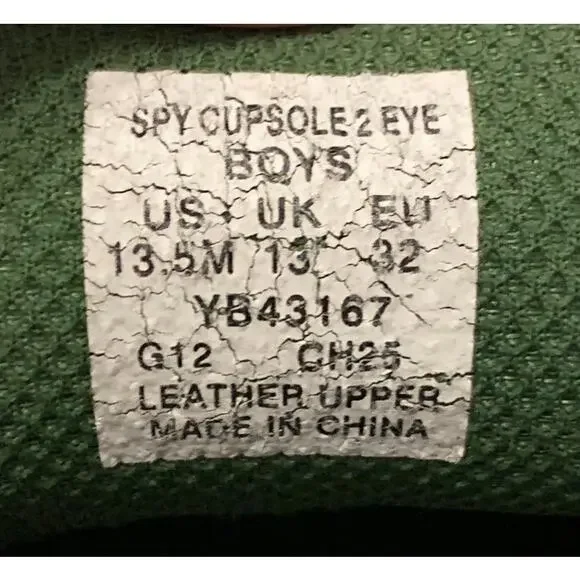 SPY CUPSOLE 2 EYE
BOYS
US UK EU
13.5M 13 32
YB43167
G12 CH25
LEATHER UPPER
MADE IN CHINA